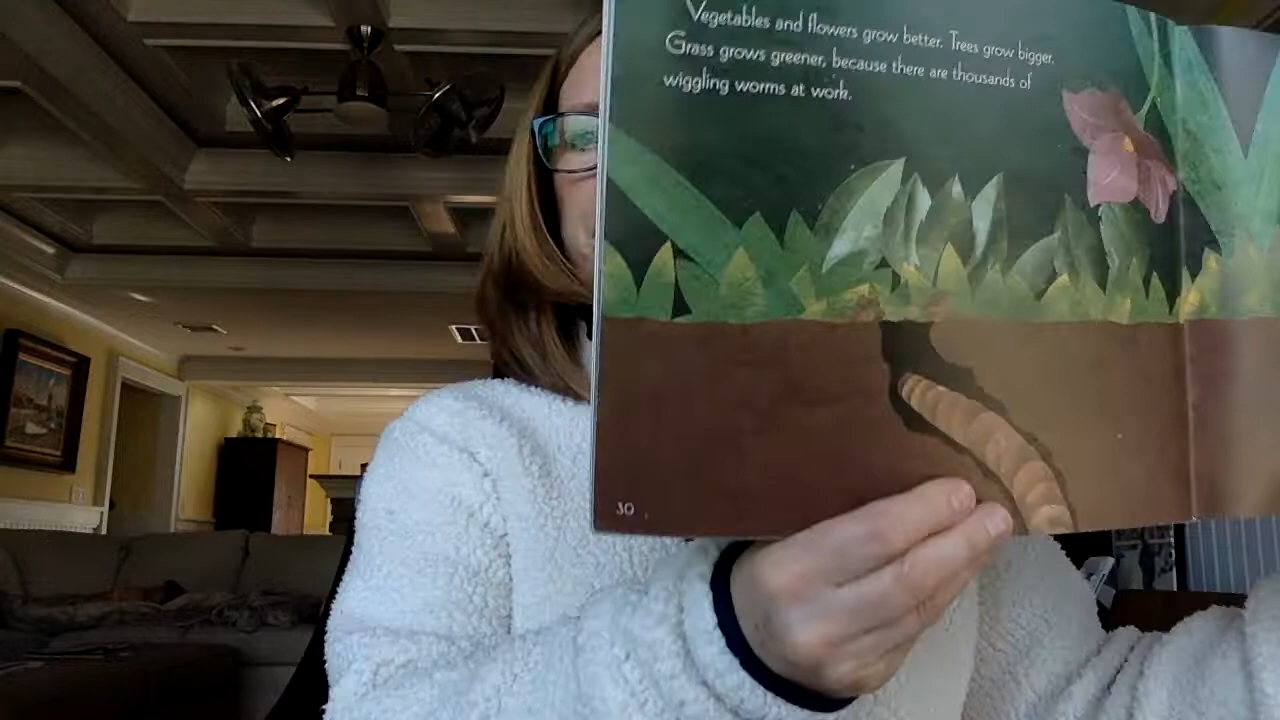 Vegetables and flowers grow better. Trees grow bigger.
Grass grows greener, because there are thousands of
wiggling worms at work.
30